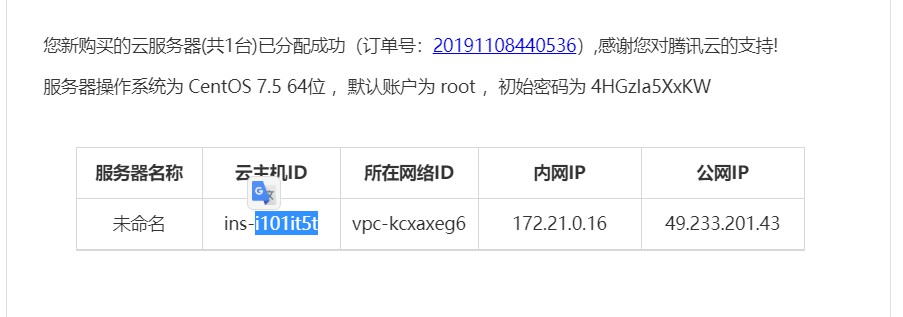 您新购买的云服务器(共1台)已分配成功（订单号：20191108440536）,感谢您对腾讯云的支持!
服务器操作系统为 CentOS 7.5 64位 ，默认账户为 root ，初始密码为 4HGzla5XxKW
服务器名称 云主机ID 所在网络ID 内网IP 公网IP
未命名 ins-i101it5t vpc-kcxaxeg6 172.21.0.16 49.233.201.43